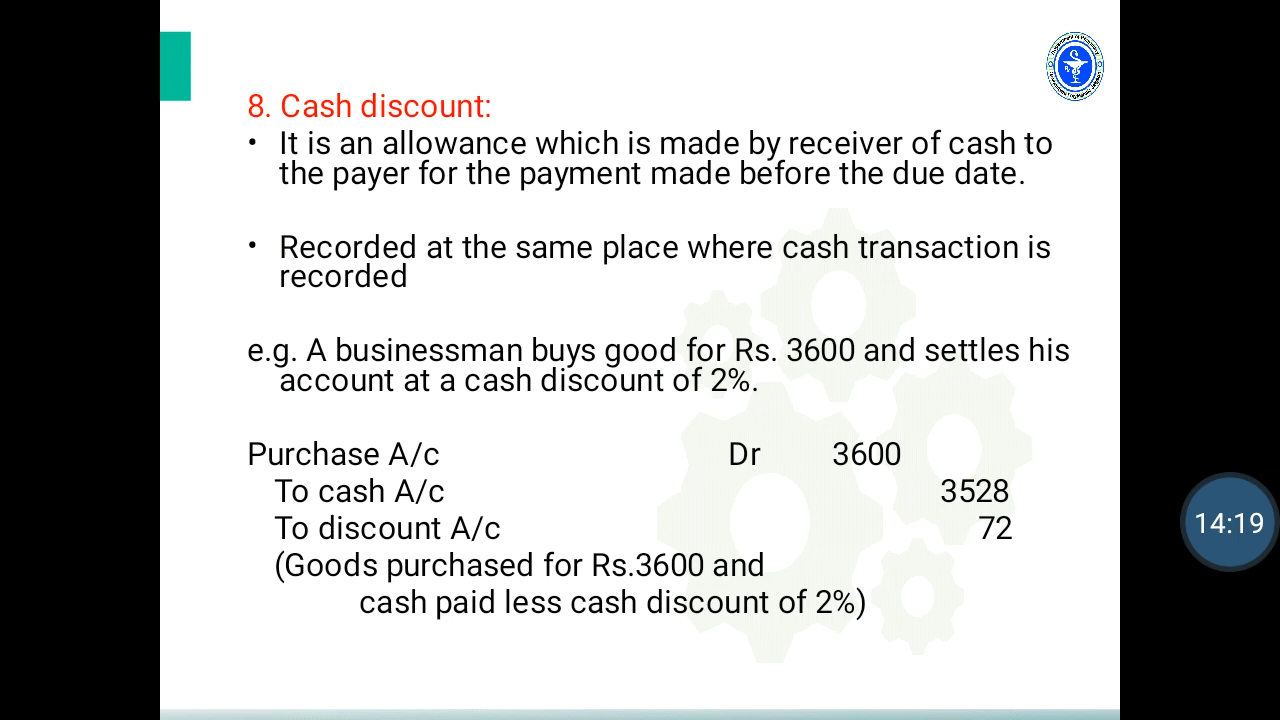 8. Cash discount:
• It is an allowance which is made by receiver of cash to
the payer for the payment made before the due date.
• Recorded at the same place where cash transaction is
recorded
e.g. A businessman buys good for Rs. 3600 and settles his
account at a cash discount of 2%.
Purchase A/c Dr 3600
To cash A/c 3528
To discount A/c 72
(Goods purchased for Rs.3600 and
cash paid less cash discount of 2%)
14:19